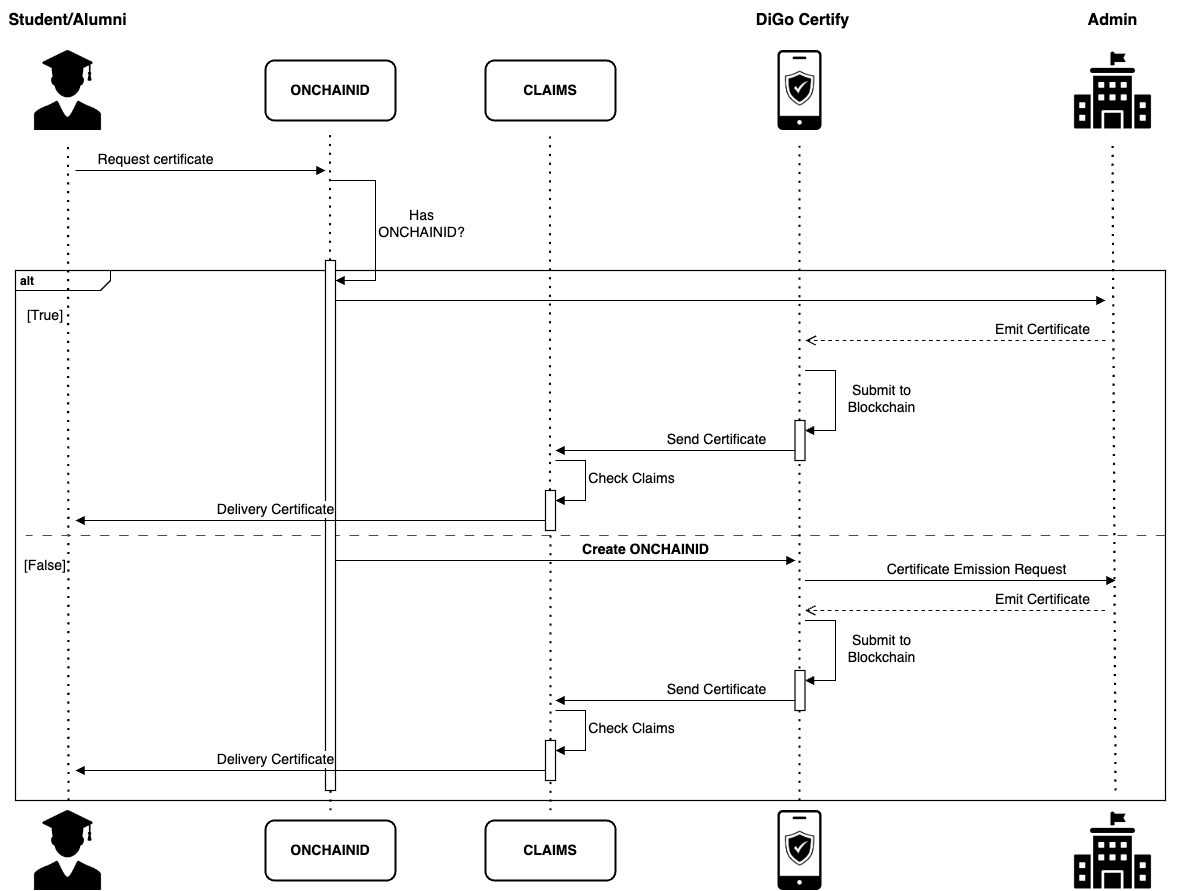 Student/Alumni
DiGo Certify
Admin
ONCHAINID
CLAIMS
Request certificate
Has
ONCHAINID?
alt
[True]
Emit Certificate
Submit to
Blockchain
Send Certificate
Check Claims
Delivery Certificate
Create ONCHAINID
[False]
Certificate Emission Request
Emit Certificate
Submit to
Blockchain
Send Certificate
Check Claims
Delivery Certificate
ONCHAINID
CLAIMS